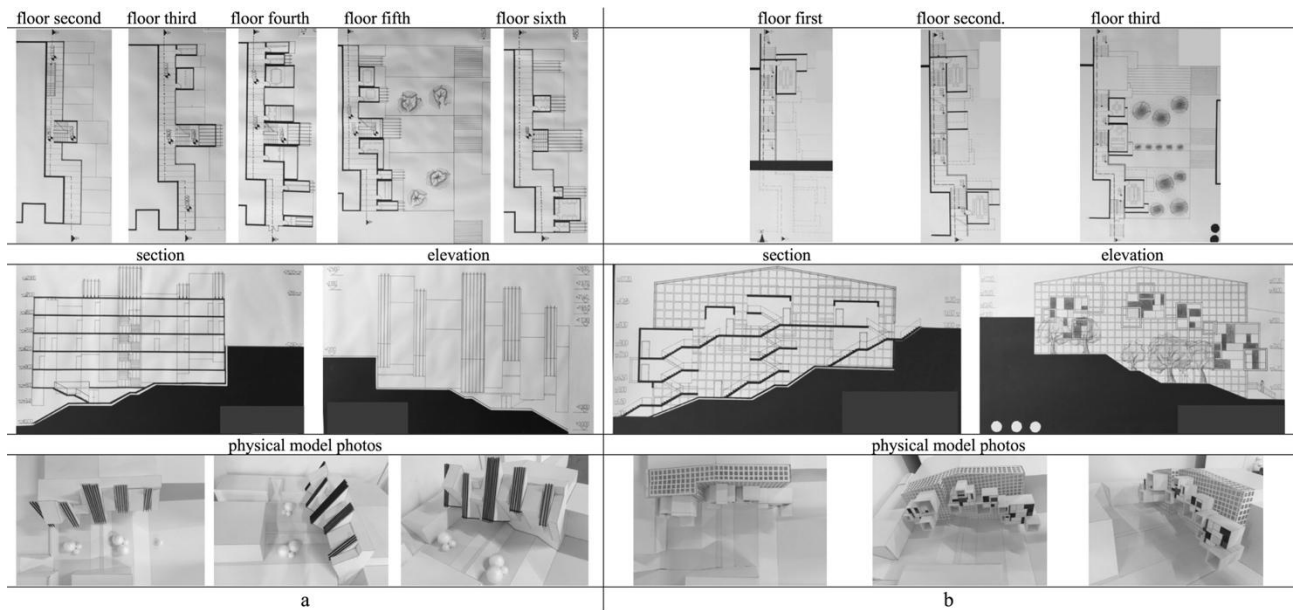 floor second floor third floor fourth floor fifth floor sixth
floor first floor second. floor third
section elevation
section elevation
physical model photos
physical model photos
a
b